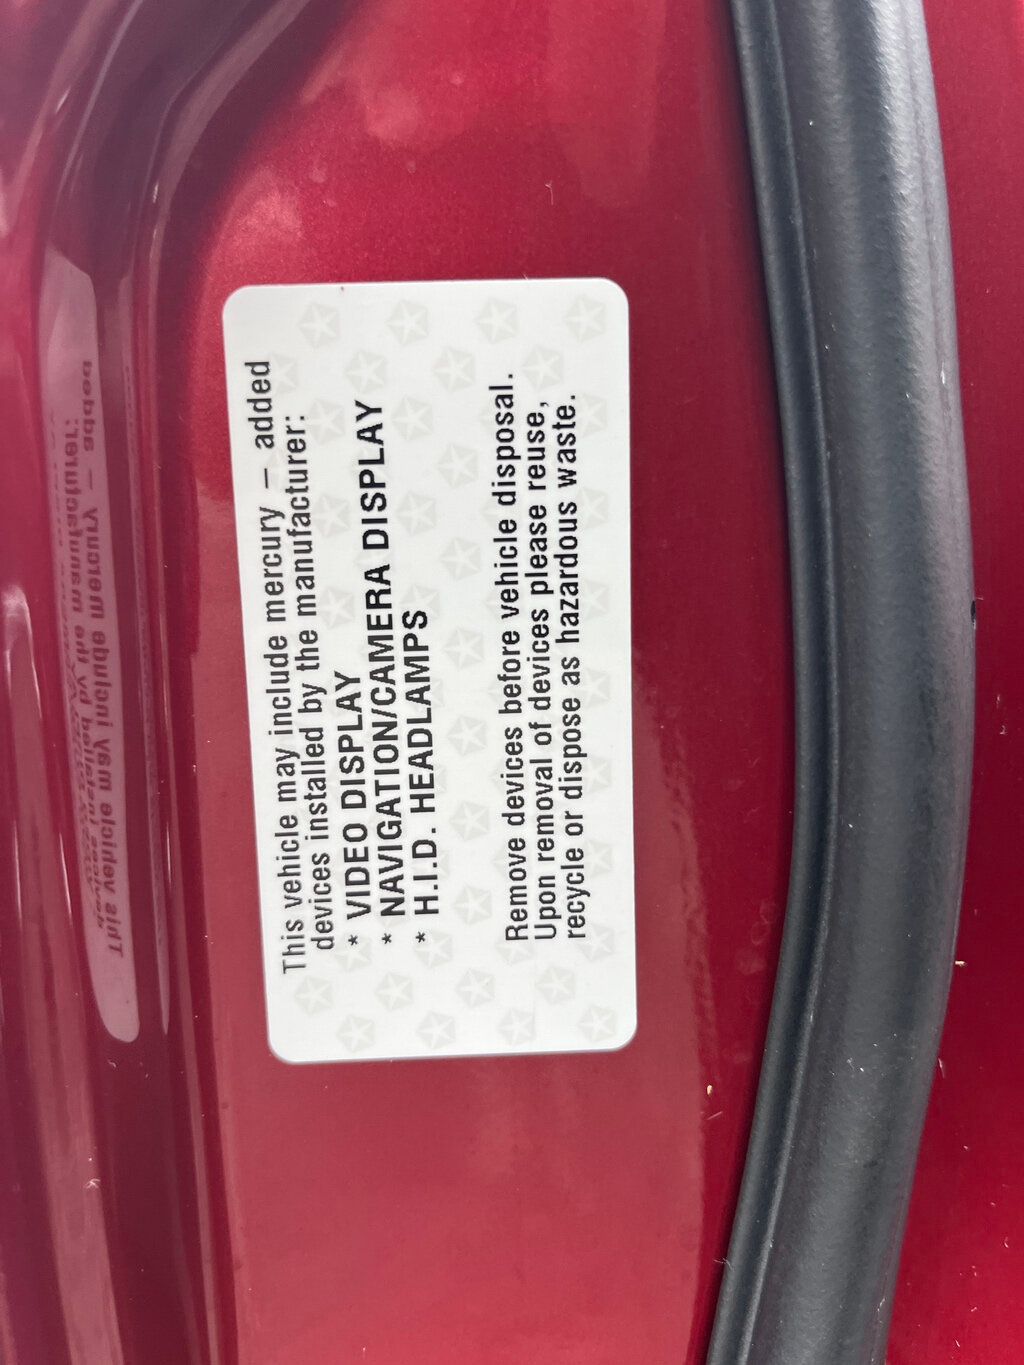 This vehicle may include mercury – added
devices installed by the manufacturer:
* VIDEO DISPLAY
* NAVIGATION/CAMERA DISPLAY
* H.I.D. HEADLAMPS
Remove devices before vehicle disposal.
Upon removal of devices please reuse,
recycle or dispose as hazardous waste.